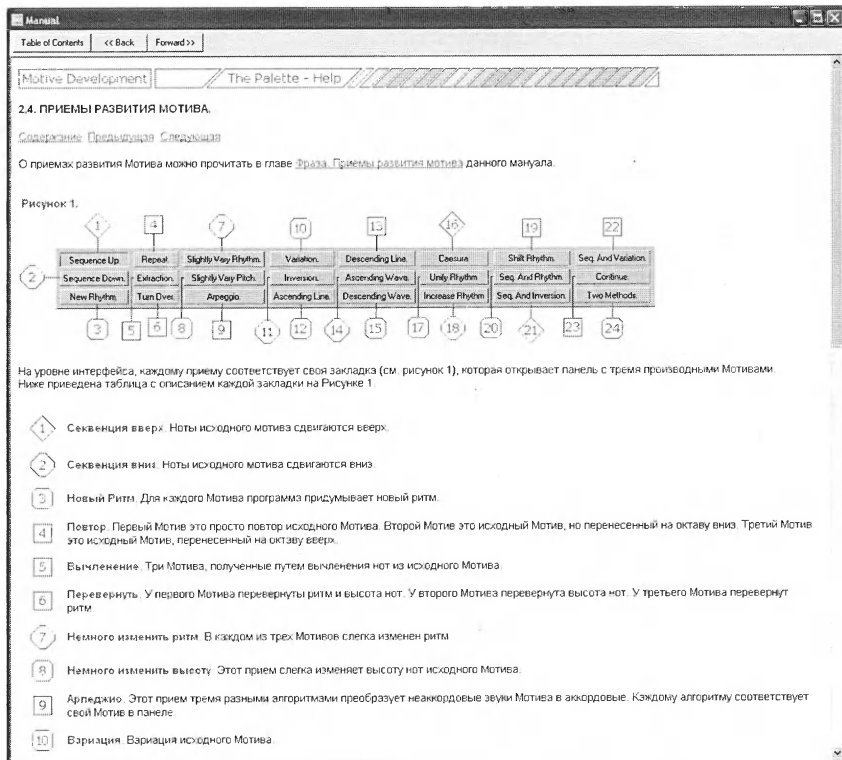 Manual.
Table of Contents << Back Forward >>
Motive Development The Palette - Help
2.4. ПРИЕМЫ РАЗВИТИЯ МОТИВА.
Содержание Предыдущая Следующая
О приемах развития Мотива можно прочитать в главе Фраза. Приемы развития мотива данного мануала.
Рисунок 1.
1 4 7 10 13 16 19 22
Sequence Up Repeat. Slightly Vary Rhythm. Variation. Descending Line. Caesura Shift Rhythm. Seq. And Variation.
2 Sequence Down. Extraction. Slightly Vary Pitch. Inversion. Ascending Wave. Unify Rhythm Seq. And Rhythm. Continue.
New Rhythm. Turn Over. Arpeggio. Ascending Line. Descending Wave. Increase Rhythm Seq. And Inversion. Two Methods.
3 5 6 8 9 11 12 14 15 17 18 20 21 23 24
На уровне интерфейса, каждому приему соответствует своя закладка (см. рисунок 1), которая открывает панель с тремя производными Мотивами.
Ниже приведена таблица с описанием каждой закладки на Рисунке 1.
1 Секвенция вверх. Ноты исходного мотива сдвигаются вверх.
2 Секвенция вниз. Ноты исходного мотива сдвигаются вниз.
3 Новый Ритм. Для каждого Мотива программа придумывает новый ритм.
4 Повтор. Первый Мотив это просто повтор исходного Мотива. Второй Мотив это исходный Мотив, но перенесенный на октаву вниз. Третий Мотив
это исходный Мотив, перенесенный на октаву вверх.
5 Вычленение. Три Мотива, полученные путем вычленения нот из исходного Мотива.
6 Перевернуть. У первого Мотива перевернуты ритм и высота нот. У второго Мотива перевернута высота нот. У третьего Мотива перевернут
ритм.
7 Немного изменить ритм. В каждом из трех Мотивов слегка изменен ритм
8 Немного изменить высоту. Этот прием слегка изменяет высоту нот исходного Мотива.
9 Арпеджио. Этот прием тремя разными алгоритмами преобразует неаккордовые звуки Мотива в аккордовые. Каждому алгоритму соответствует
свой Мотив в панеле.
10 Вариация. Вариация исходного Мотива.